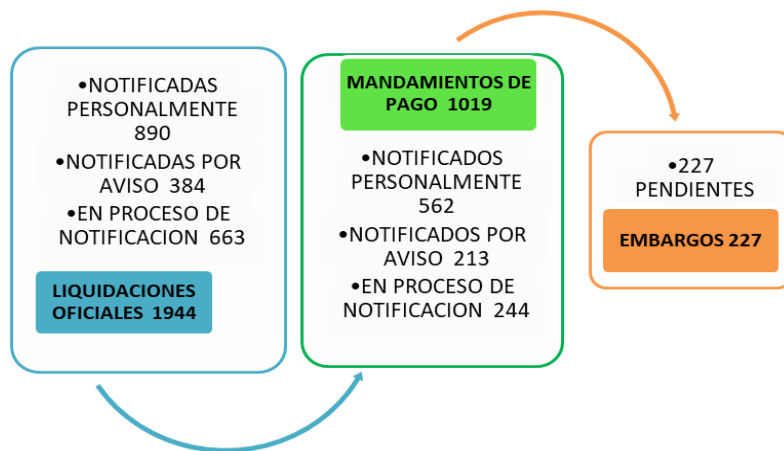 •NOTIFICADAS
PERSONALMENTE
890
•NOTIFICADAS POR
AVISO 384
•EN PROCESO DE
NOTIFICACION 663
LIQUIDACIONES
OFICIALES 1944
MANDAMIENTOS DE
PAGO 1019
•NOTIFICADOS
PERSONALMENTE
562
•NOTIFICADOS POR
AVISO 213
•EN PROCESO DE
NOTIFICACION 244
•227
PENDIENTES
EMBARGOS 227